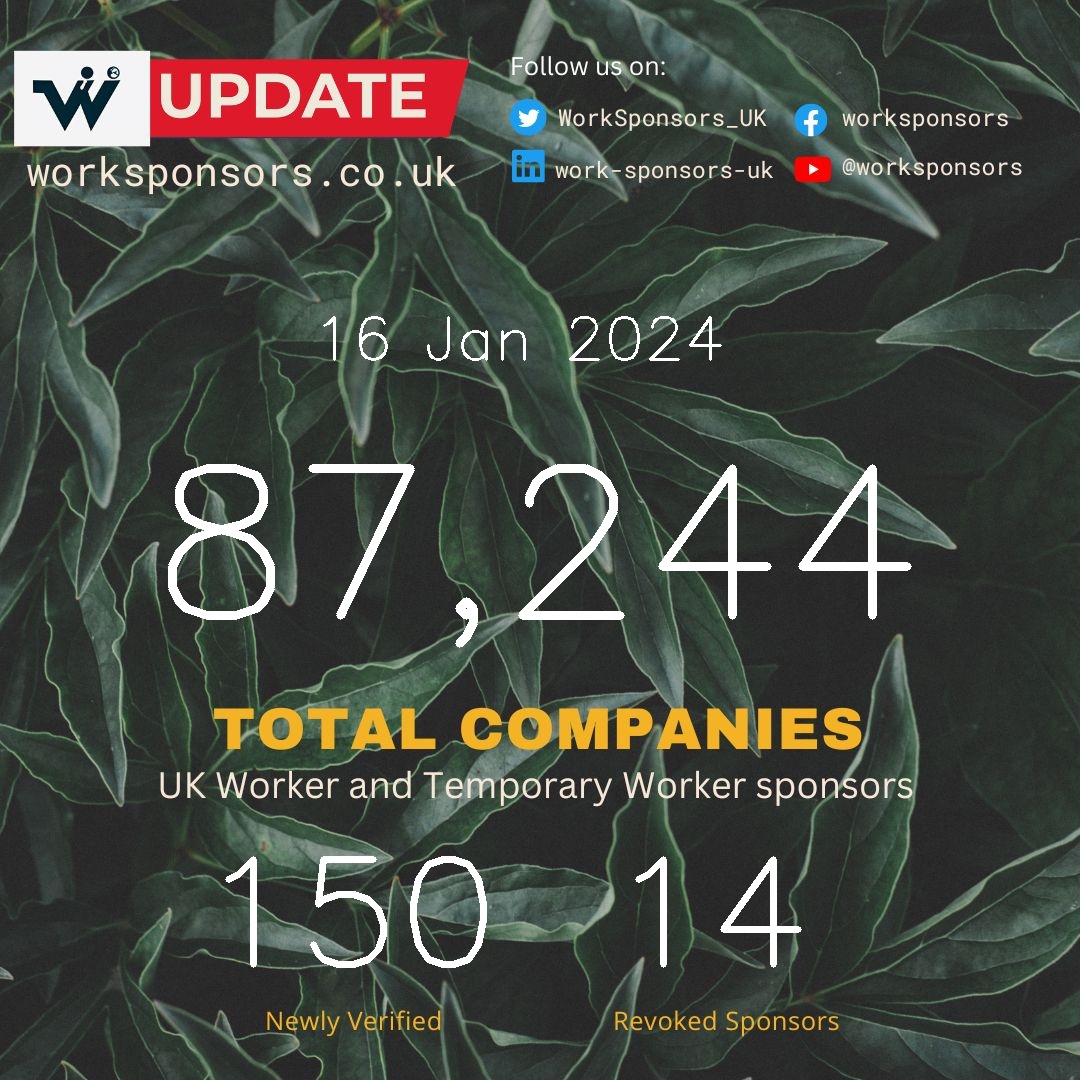 W UPDATE
worksponsors.co.uk
Follow us on:
WorkSponsors_UK worksponsors
in work-sponsors-uk @worksponsors
16 Jan 2024
87,244
TOTAL COMPANIES
UK Worker and Temporary Worker sponsors
150 14
Newly Verified Revoked Sponsors